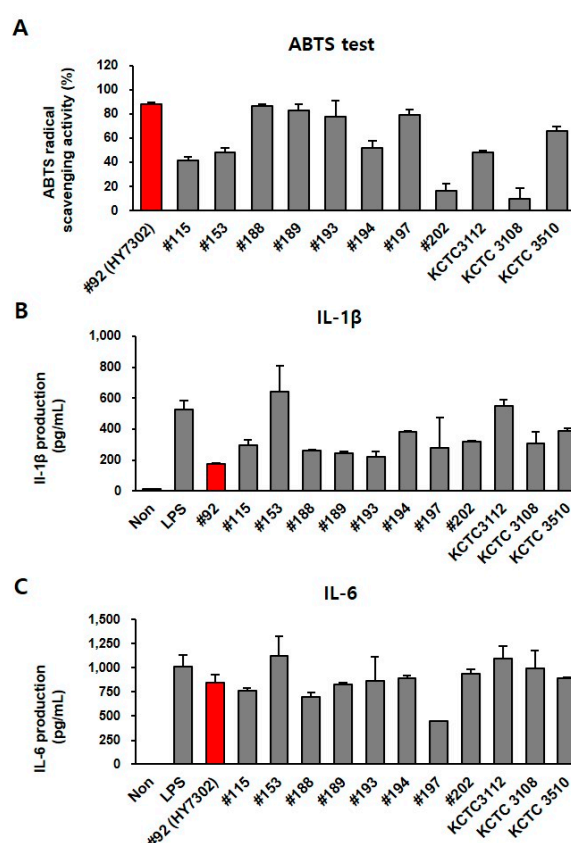 A
ABTS test
ABTS radical
scavenging activity (%)
120
100
80
60
40
20
0
#92 (HY7302)
#115
#153
#188
#189
#193
#194
#197
#202
KCTC3112
KCTC 3108
KCTC 3510
B
IL-1β
Il-1β production
(pg/mL)
1,000
800
600
400
200
0
Non
LPS
#92
#115
#153
#188
#189
#193
#194
#197
#202
KCTC3112
KCTC 3108
KCTC 3510
C
IL-6
IL-6 production
(pg/mL)
1,500
1,250
1,000
750
500
250
0
Non
LPS
#92 (HY7302)
#115
#153
#188
#189
#193
#194
#197
#202
KCTC3112
KCTC 3108
KCTC 3510